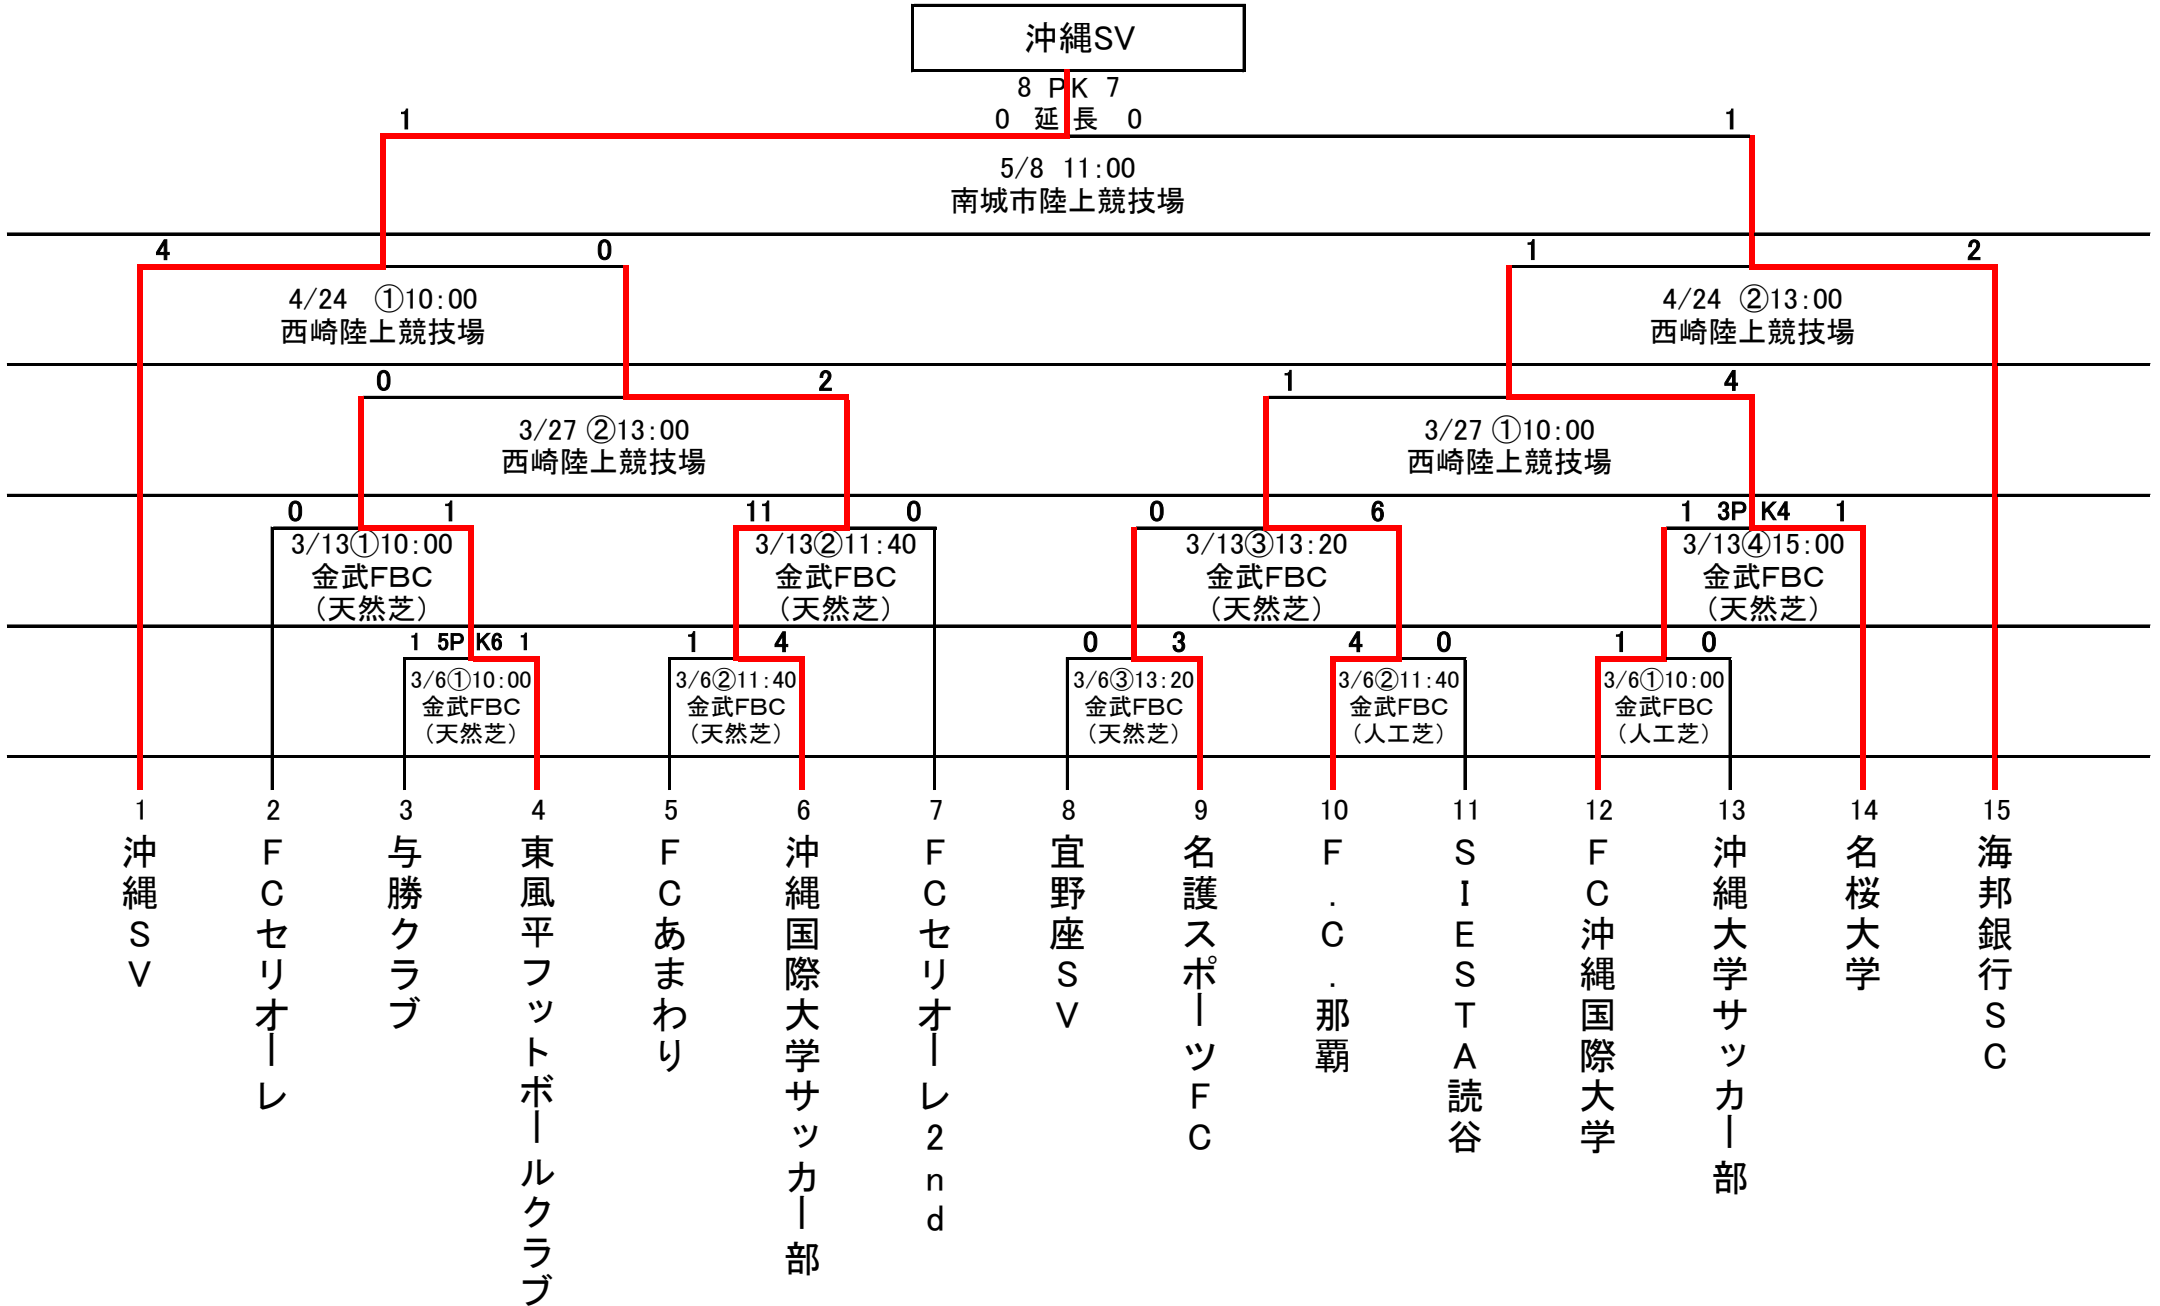 沖縄SV
8 PK 7
1 0 延長 0 1
5/8 11:00
南城市陸上競技場
4 0 1 2
4/24 ①10:00
西崎陸上競技場
4/24 ②13:00
西崎陸上競技場
0 2 1 4
3/27 ②13:00
西崎陸上競技場
3/27 ①10:00
西崎陸上競技場
0 1 11 0 0 6 1 3PK4 1
3/13①10:00
金武FBC
(天然芝)
3/13②11:40
金武FBC
(天然芝)
3/13③13:20
金武FBC
(天然芝)
3/13④15:00
金武FBC
(天然芝)
1 5PK6 1 1 4 0 3 4 0 1 0
3/6①10:00
金武FBC
(天然芝)
3/6②11:40
金武FBC
(天然芝)
3/6③13:20
金武FBC
(天然芝)
3/6②11:40
金武FBC
(人工芝)
3/6①10:00
金武FBC
(人工芝)
1
沖縄SV
2
FCセリオーレ
3
与勝クラブ
4
東風平フットボールクラブ
5
FCあまわり
6
沖縄国際大学サッカー部
7
FCセリオーレ2nd
8
宜野座SV
9
名護スポーツFC
10
F.C.那覇
11
SIESTA読谷
12
FC沖縄国際大学
13
沖縄大学サッカー部
14
名桜大学
15
海邦銀行SC